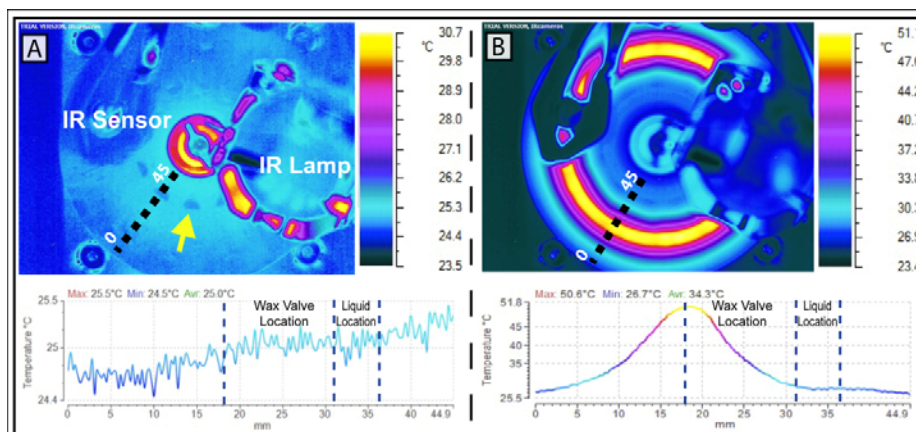 TRIAL VERSION, IRcameras
A
IR Sensor
IR Lamp
45
0
30.7
°C
29.8
28.9
28.0
27.1
26.2
25.3
24.4
23.5
B
45
0
°C
Max: 25.5°C Min: 24.5°C Avr: 25.0°C
25.5
25
24.4
Temperature °C
Wax Valve
Location
Liquid
Location
0 5 10 15 20 25 30 35 44.9
mm
Max: 50.6°C Min: 26.7°C Avr: 34.3°C
51.8
45
40
35
25.5
Temperature °C
Wax Valve
Location
Liquid
Location
0 5 10 15 20 25 30 35 44.9
mm